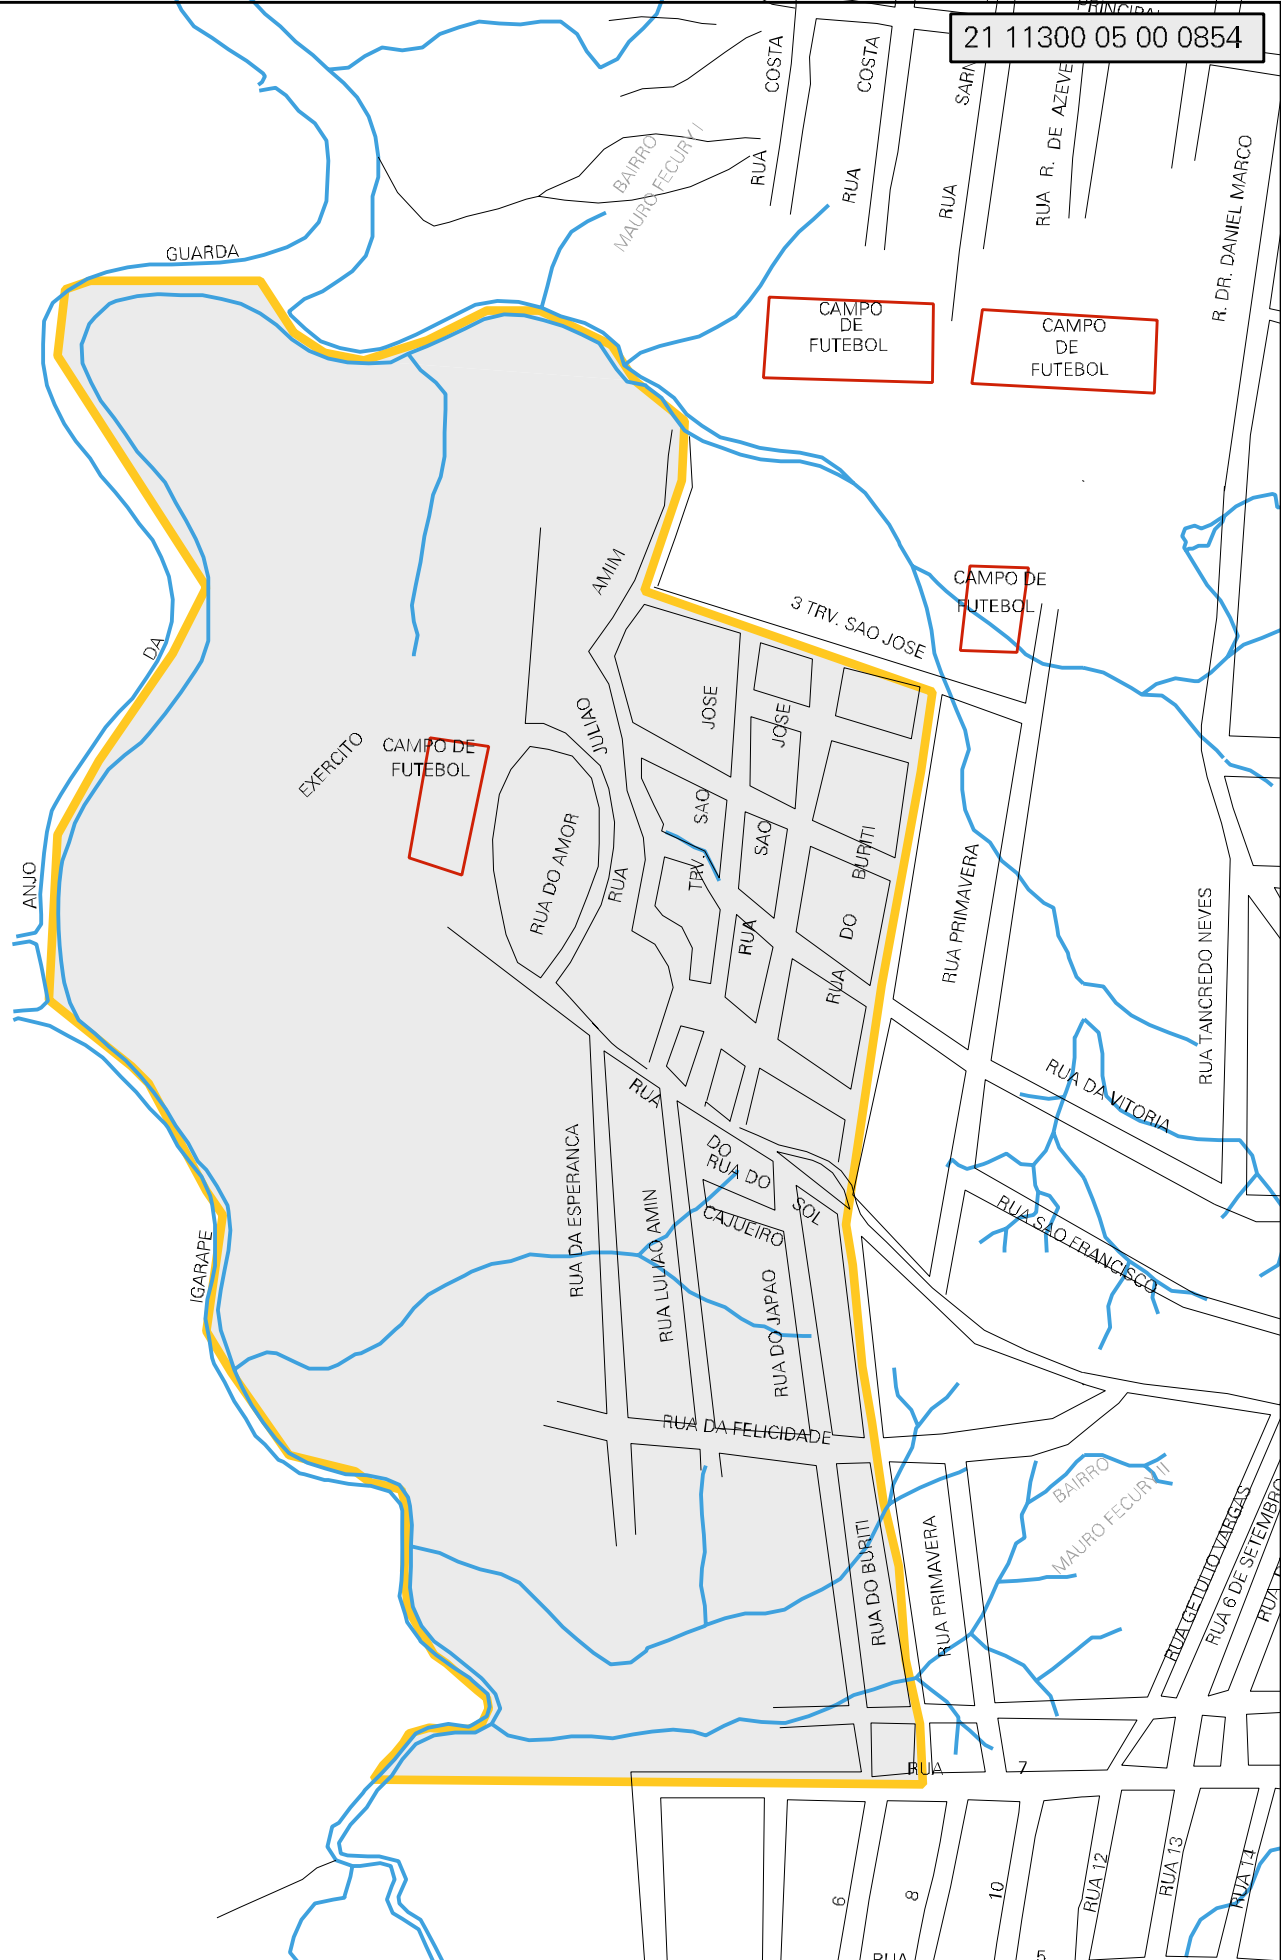 PRINCIPAL
21 11300 05 00 0854
RUA COSTA
RUA COSTA
RUA SARN
RUA R. DE AZEVE
R. DR. DANIEL MARCO
BAIRRO
MAURO FECURY I
GUARDA
CAMPO
DE
FUTEBOL
CAMPO
DE
FUTEBOL
CAMPO DE
FUTEBOL
AMIM
3 TRV. SAO JOSE
DA
JULIAO
JOSE
JOSE
EXERCITO
CAMPO DE
FUTEBOL
SAO
SAO
BURITI
RUA DO AMOR
RUA
TRV.
ANJO
RUA
DO
RUA
RUA PRIMAVERA
RUA TANCREDO NEVES
RUA
DO
RUA DO
CAJUEIRO
SOL
RUA DA VITORIA
RUA SAO FRANCISCO
RUA DA ESPERANCA
RUA LULIAO AMIN
RUA DO JAPAO
IGARAPE
RUA DA FELICIDADE
BAIRRO
MAURO FECURY II
RUA DO BURITI
RUA PRIMAVERA
RUA GETULIO VARGAS
RUA 6 DE SETEMBRO
RUA
RUA 7
6
8
10
RUA 12
RUA 13
RUA 14
RUA 5